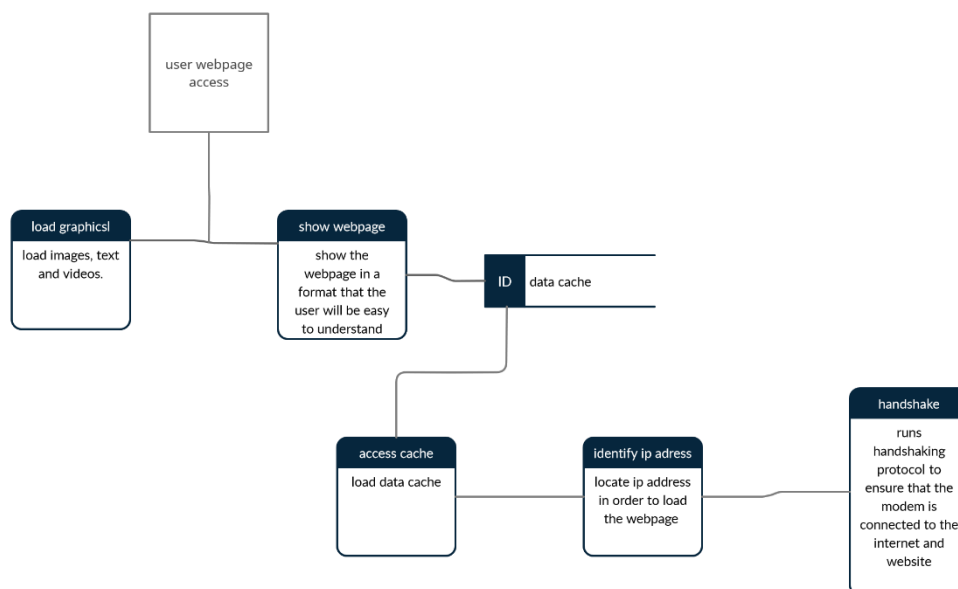 user webpage
access
load graphicsl
load images, text
and videos.
show webpage
show the
webpage in a
format that the
user will be easy
to understand
ID
data cache
access cache
load data cache
identify ip adress
locate ip address
in order to load
the webpage
handshake
runs
handshaking
protocol to
ensure that the
modem is
connected to the
internet and
website